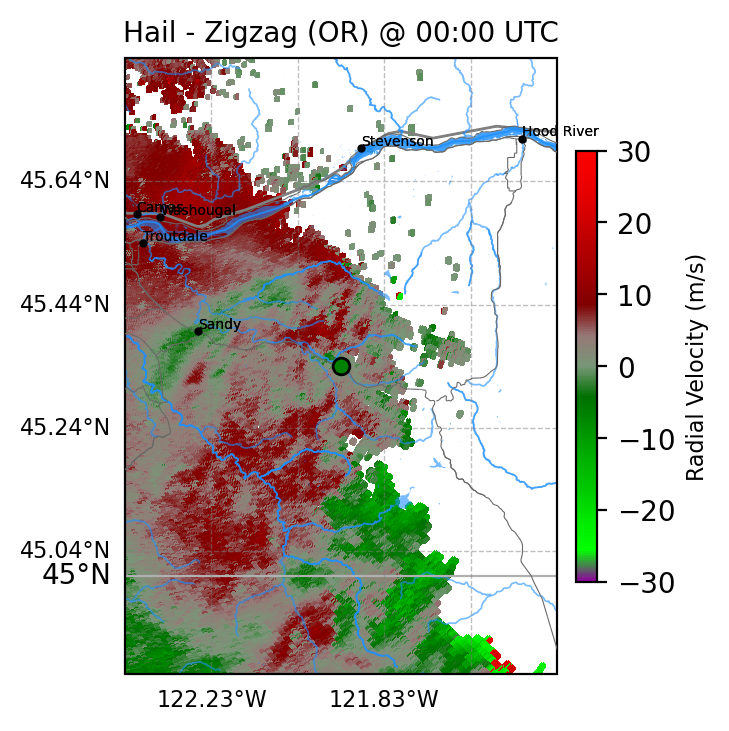 Hail - Zigzag (OR) @ 00:00 UTC
Hood River
Stevenson
45.64°N
Camas
Washougal
Troutdale
45.44°N
Sandy
45.24°N
45.04°N
45°N
122.23°W
121.83°W
30
20
10
0
−10
−20
−30
Radial Velocity (m/s)